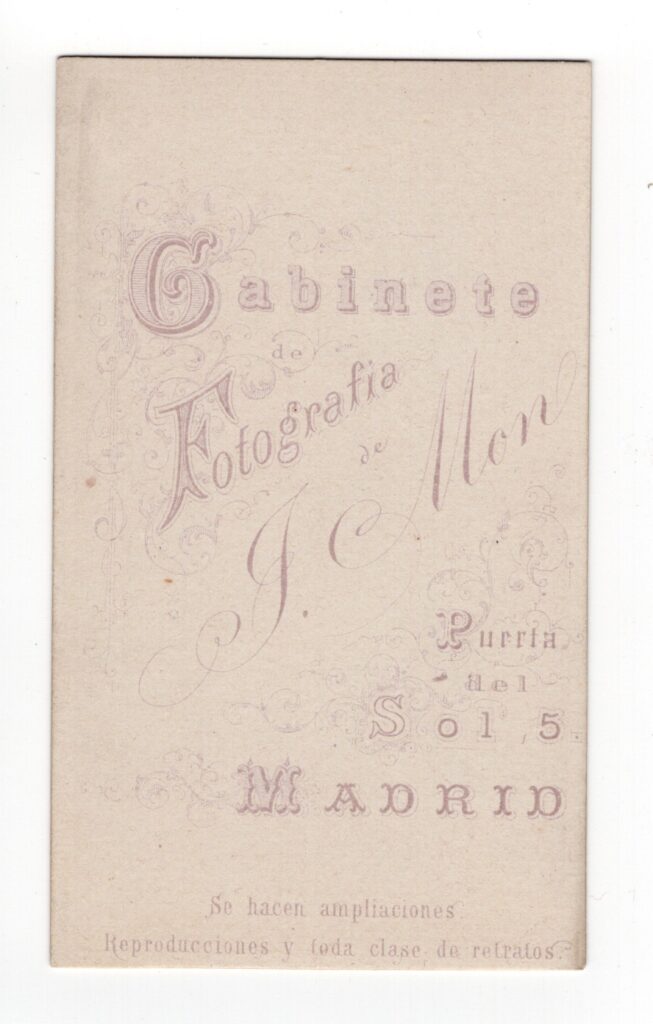 Gabinete
de
Fotografia
de
J. Mon
Puerta
del
Sol, 5.
MADRID
Se hacen ampliaciones
Reproducciones y toda clase de retratos.